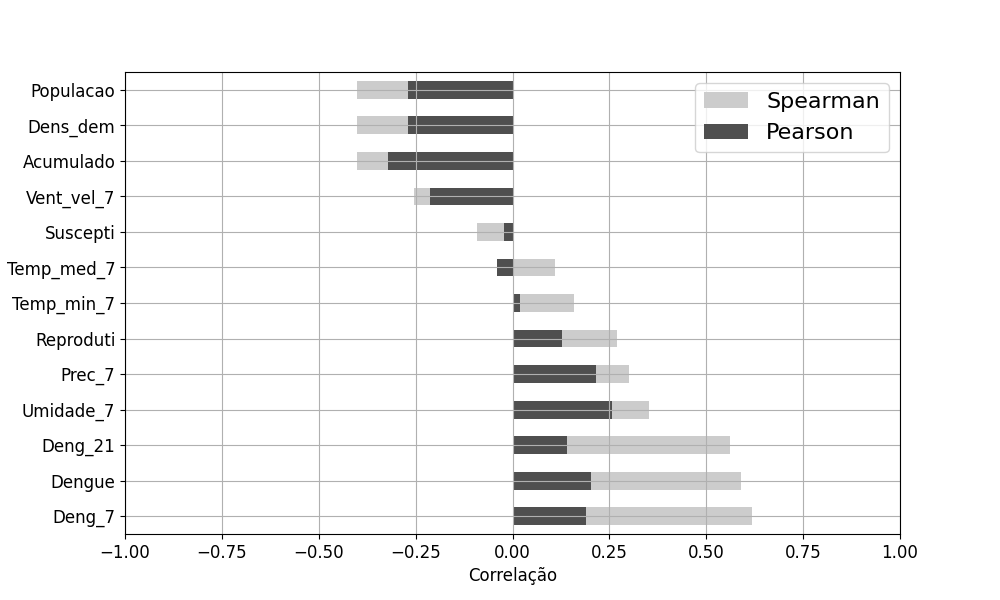 Spearman
Pearson
Populacao
Dens_dem
Acumulado
Vent_vel_7
Suscepti
Temp_med_7
Temp_min_7
Reproduti
Prec_7
Umidade_7
Deng_21
Dengue
Deng_7
−1.00 −0.75 −0.50 −0.25 0.00 0.25 0.50 0.75 1.00
Correlação